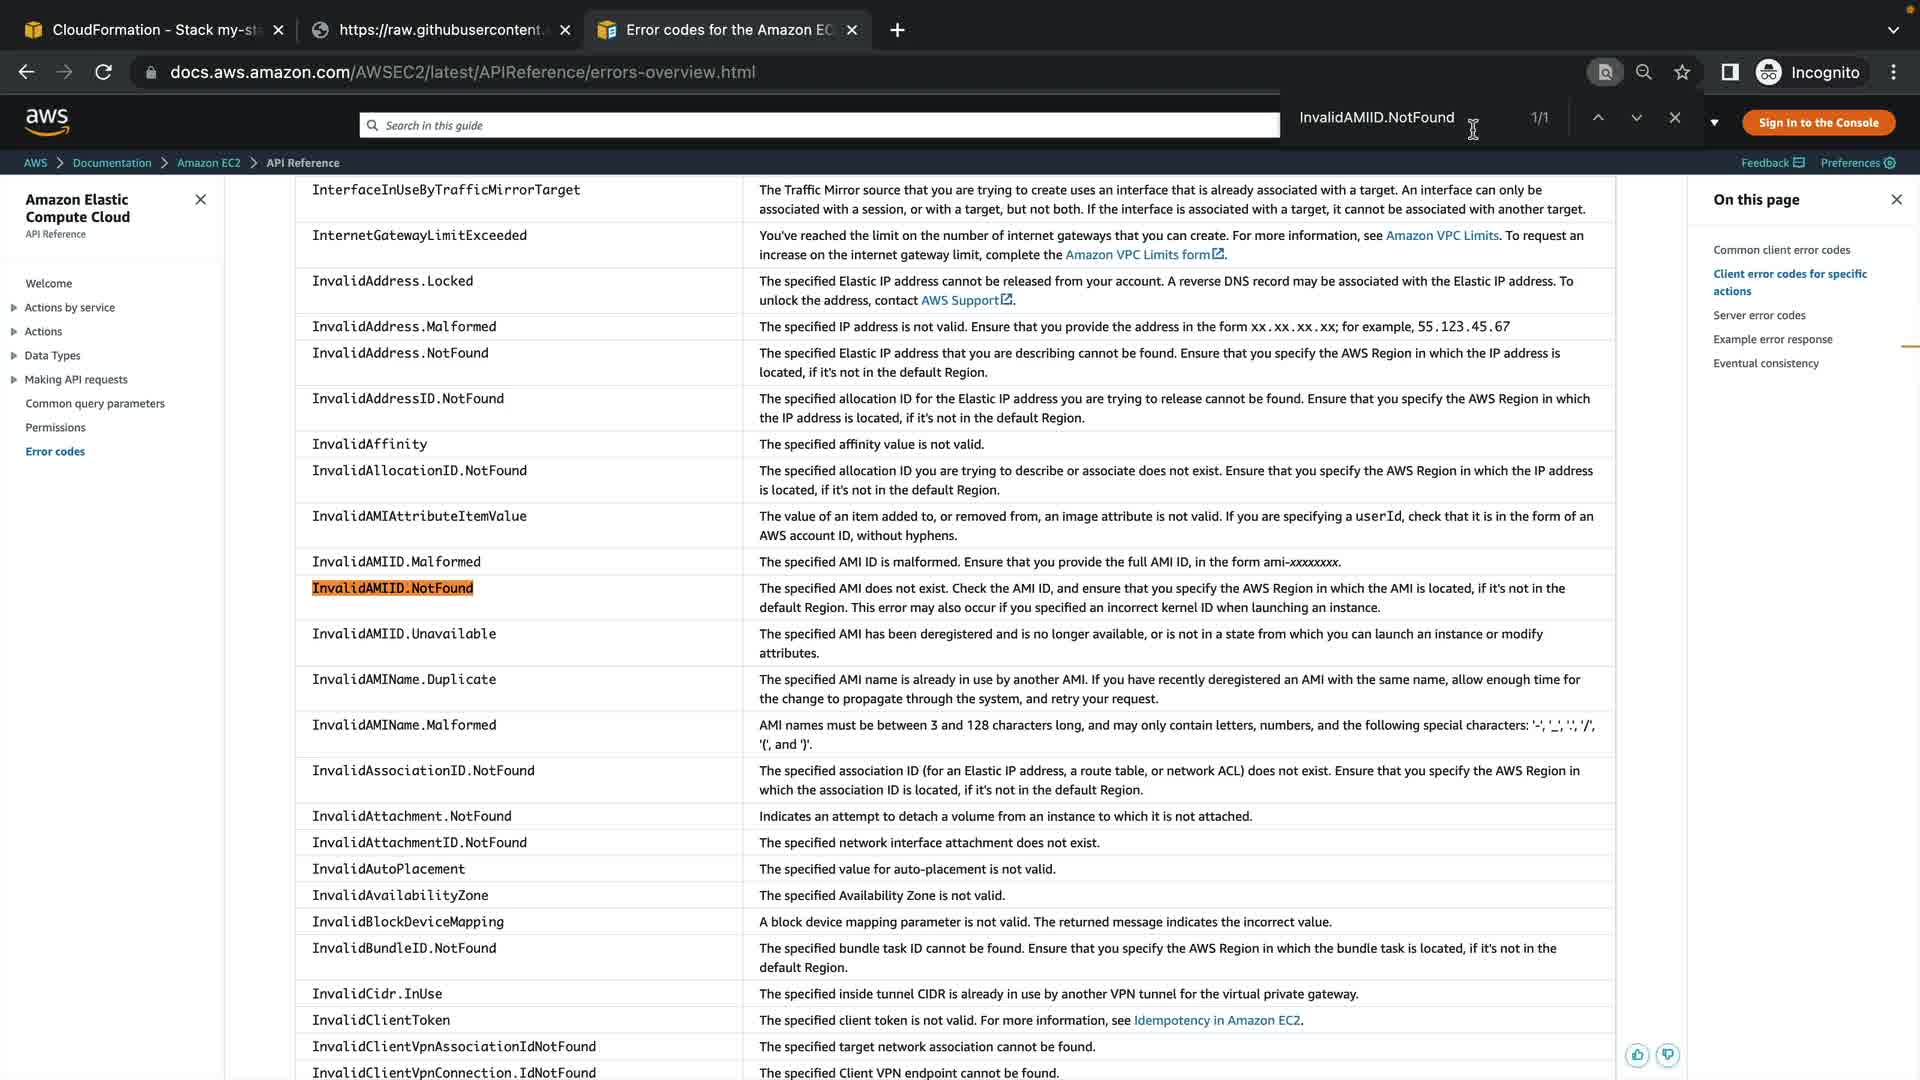 CloudFormation - Stack my-st
https://raw.githubusercontent.
Error codes for the Amazon EC
docs.aws.amazon.com/AWSEC2/latest/APIReference/errors-overview.html
Incognito
InvalidAMIID.NotFound
1/1
aws
Search in this guide
Sign In to the Console
AWS > Documentation > Amazon EC2 > API Reference
Feedback
Preferences
Amazon Elastic
Compute Cloud
API Reference
Welcome
Actions by service
Actions
Data Types
Making API requests
Common query parameters
Permissions
Error codes
InterfaceInUseByTrafficMirrorTarget
The Traffic Mirror source that you are trying to create uses an interface that is already associated with a target. An interface can only be
associated with a session, or with a target, but not both. If the interface is associated with a target, it cannot be associated with another target.
InternetGatewayLimitExceeded
You've reached the limit on the number of internet gateways that you can create. For more information, see Amazon VPC Limits. To request an
increase on the internet gateway limit, complete the Amazon VPC Limits form.
InvalidAddress.Locked
The specified Elastic IP address cannot be released from your account. A reverse DNS record may be associated with the Elastic IP address. To
unlock the address, contact AWS Support.
InvalidAddress.Malformed
The specified IP address is not valid. Ensure that you provide the address in the form xx.xx.xx.xx; for example, 55.123.45.67
InvalidAddress.NotFound
The specified Elastic IP address that you are describing cannot be found. Ensure that you specify the AWS Region in which the IP address is
located, if it's not in the default Region.
InvalidAddressID.NotFound
The specified allocation ID for the Elastic IP address you are trying to release cannot be found. Ensure that you specify the AWS Region in which
the IP address is located, if it's not in the default Region.
InvalidAffinity
The specified affinity value is not valid.
InvalidAllocationID.NotFound
The specified allocation ID you are trying to describe or associate does not exist. Ensure that you specify the AWS Region in which the IP address
is located, if it's not in the default Region.
InvalidAMIAttributeItemValue
The value of an item added to, or removed from, an image attribute is not valid. If you are specifying a userId, check that it is in the form of an
AWS account ID, without hyphens.
InvalidAMIID.Malformed
The specified AMI ID is malformed. Ensure that you provide the full AMI ID, in the form ami-xxxxxxxx.
InvalidAMIID.NotFound
The specified AMI does not exist. Check the AMI ID, and ensure that you specify the AWS Region in which the AMI is located, if it's not in the
default Region. This error may also occur if you specified an incorrect kernel ID when launching an instance.
InvalidAMIID.Unavailable
The specified AMI has been deregistered and is no longer available, or is not in a state from which you can launch an instance or modify
attributes.
InvalidAMIName.Duplicate
The specified AMI name is already in use by another AMI. If you have recently deregistered an AMI with the same name, allow enough time for
the change to propagate through the system, and retry your request.
InvalidAMIName.Malformed
AMI names must be between 3 and 128 characters long, and may only contain letters, numbers, and the following special characters: '-', '_', '.', '/',
'(', and ')'.
InvalidAssociationID.NotFound
The specified association ID (for an Elastic IP address, a route table, or network ACL) does not exist. Ensure that you specify the AWS Region in
which the association ID is located, if it's not in the default Region.
InvalidAttachment.NotFound
Indicates an attempt to detach a volume from an instance to which it is not attached.
InvalidAttachmentID.NotFound
The specified network interface attachment does not exist.
InvalidAutoPlacement
The specified value for auto-placement is not valid.
InvalidAvailabilityZone
The specified Availability Zone is not valid.
InvalidBlockDeviceMapping
A block device mapping parameter is not valid. The returned message indicates the incorrect value.
InvalidBundleID.NotFound
The specified bundle task ID cannot be found. Ensure that you specify the AWS Region in which the bundle task is located, if it's not in the
default Region.
InvalidCidr.InUse
The specified inside tunnel CIDR is already in use by another VPN tunnel for the virtual private gateway.
InvalidClientToken
The specified client token is not valid. For more information, see Idempotency in Amazon EC2.
InvalidClientVpnAssociationIdNotFound
The specified target network association cannot be found.
InvalidClientVpnConnection.IdNotFound
The specified Client VPN endpoint cannot be found.
On this page
Common client error codes
Client error codes for specific
actions
Server error codes
Example error response
Eventual consistency